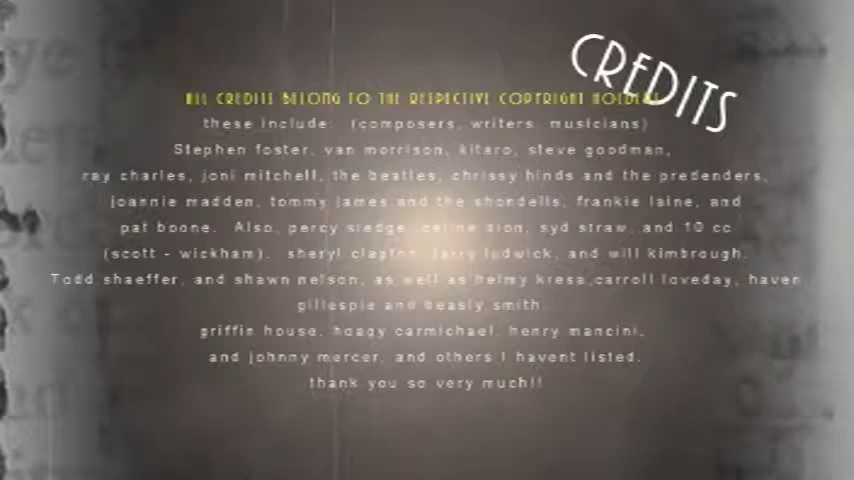 CREDITS
ALL CREDITS BELONG TO THE RESPECTIVE COPYRIGHT HOLDERS
these include: (composers, writers musicians)
Stephen foster, van morrison, kitaro, steve goodman,
ray charles, joni mitchell, the beatles, chrissy hinds and the predenders,
joannie madden, tommy james and the shondells, frankie laine, and
pat boone. Also, percy sledge celine dion, syd straw, and 10 cc
(scott - wickham). sheryl clapton, larry ludwick, and will kimbrough.
Todd shaeffer, and shawn nelson, as well as helmy kresa,carroll loveday, haven
gillespie and beasly smith.
griffin house, hoagy carmichael, henry mancini,
and johnny mercer, and others I havent listed.
thank you so very much!!